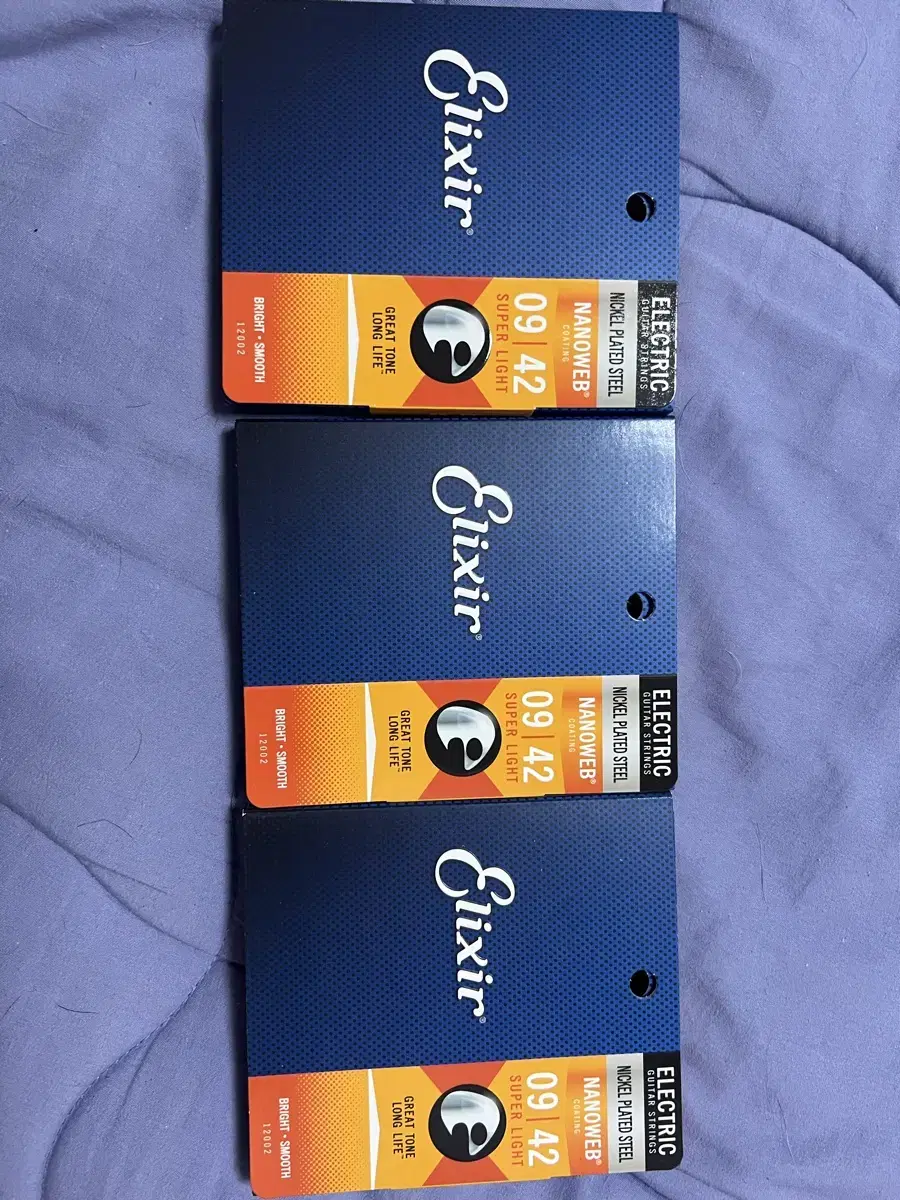 Elixir®
ELECTRIC
GUITAR STRINGS
NICKEL PLATED STEEL
NANOWEB®
COATING
09 | 42
SUPER LIGHT
GREAT TONE
LONG LIFE™
BRIGHT • SMOOTH
12002
Elixir®
ELECTRIC
GUITAR STRINGS
NICKEL PLATED STEEL
NANOWEB®
COATING
09 | 42
SUPER LIGHT
GREAT TONE
LONG LIFE™
BRIGHT • SMOOTH
12002
Elixir®
ELECTRIC
GUITAR STRINGS
NICKEL PLATED STEEL
NANOWEB®
COATING
09 | 42
SUPER LIGHT
GREAT TONE
LONG LIFE™
BRIGHT • SMOOTH
12002